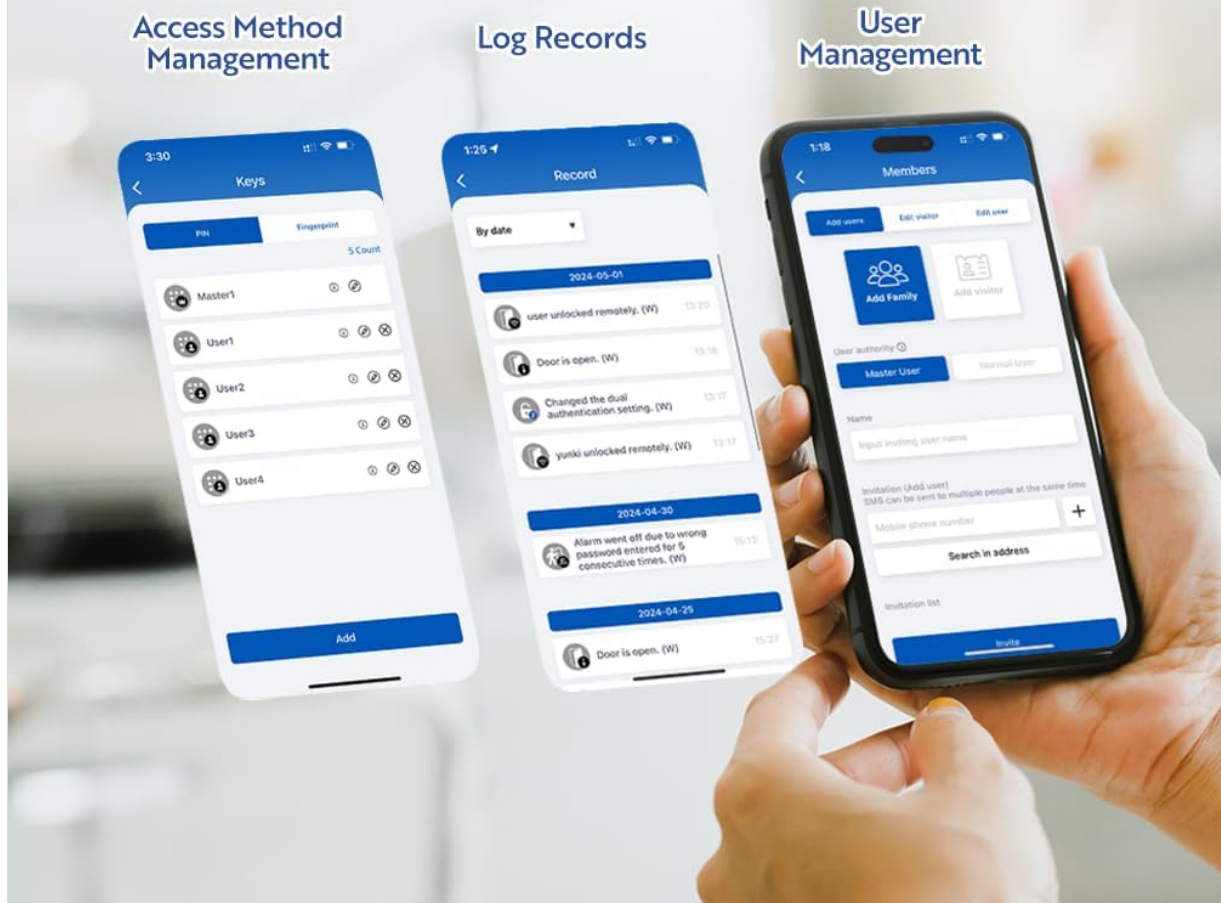 Access Method
Management
3:30
Keys
PIN
Fingerprint
5 Count
Master1
User1
User2
User3
User4
Add
Log Records
1:25
Record
By date
2024-05-01
user unlocked remotely. (W)
13:20
Door is open. (W)
13:18
Changed the dual
authentication setting. (W)
13:17
yunki unlocked remotely. (W)
13:17
2024-04-30
Alarm went off due to wrong
password entered for 5
consecutive times. (W)
15:13
2024-04-25
Door is open. (W)
15:27
User
Management
1:18
Members
Add users
Edit visitor
Edit user
Add Family
Add visitor
User authority
Master User
Normal User
Name
Input inviting user name
Invitation (Add user)
SMS can be sent to multiple people at the same time
Mobile phone number
+
Search in address
Invitation list
Invite